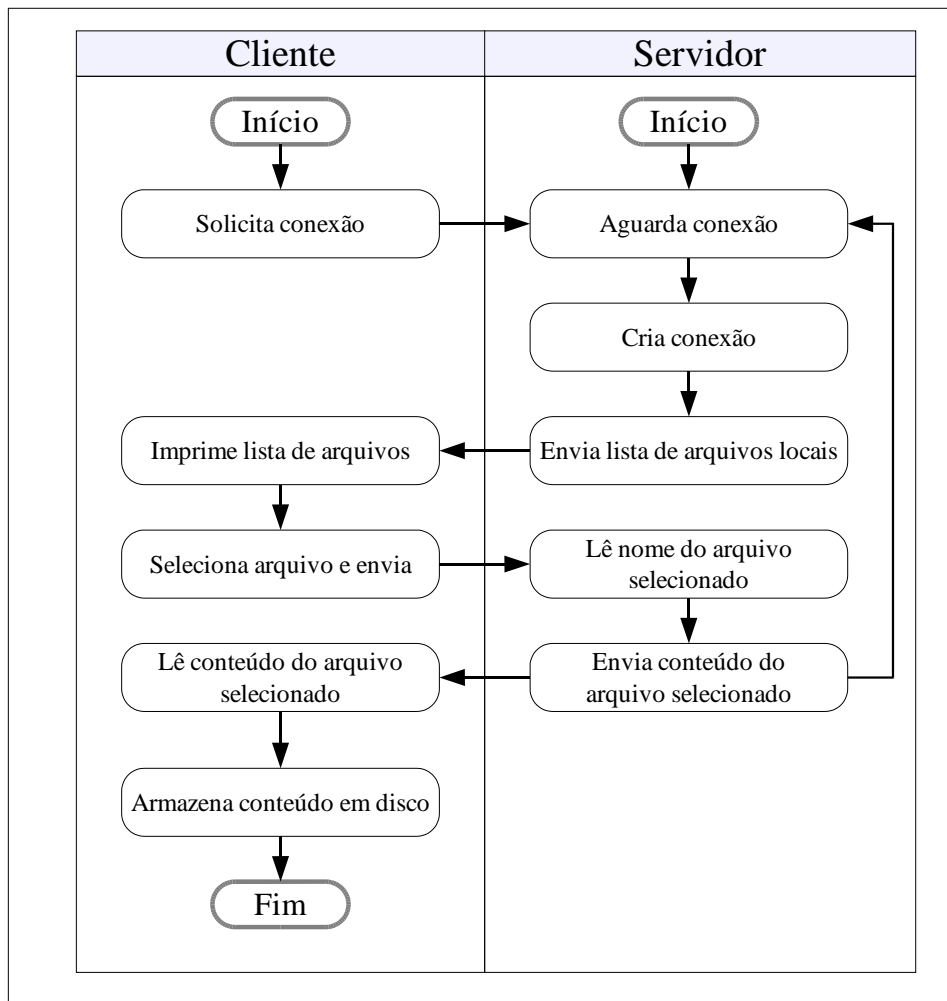 Cliente
Servidor
Início
Início
Solicita conexão
Aguarda conexão
Cria conexão
Imprime lista de arquivos
Envia lista de arquivos locais
Seleciona arquivo e envia
Lê nome do arquivo
selecionado
Lê conteúdo do arquivo
selecionado
Envia conteúdo do
arquivo selecionado
Armazena conteúdo em disco
Fim